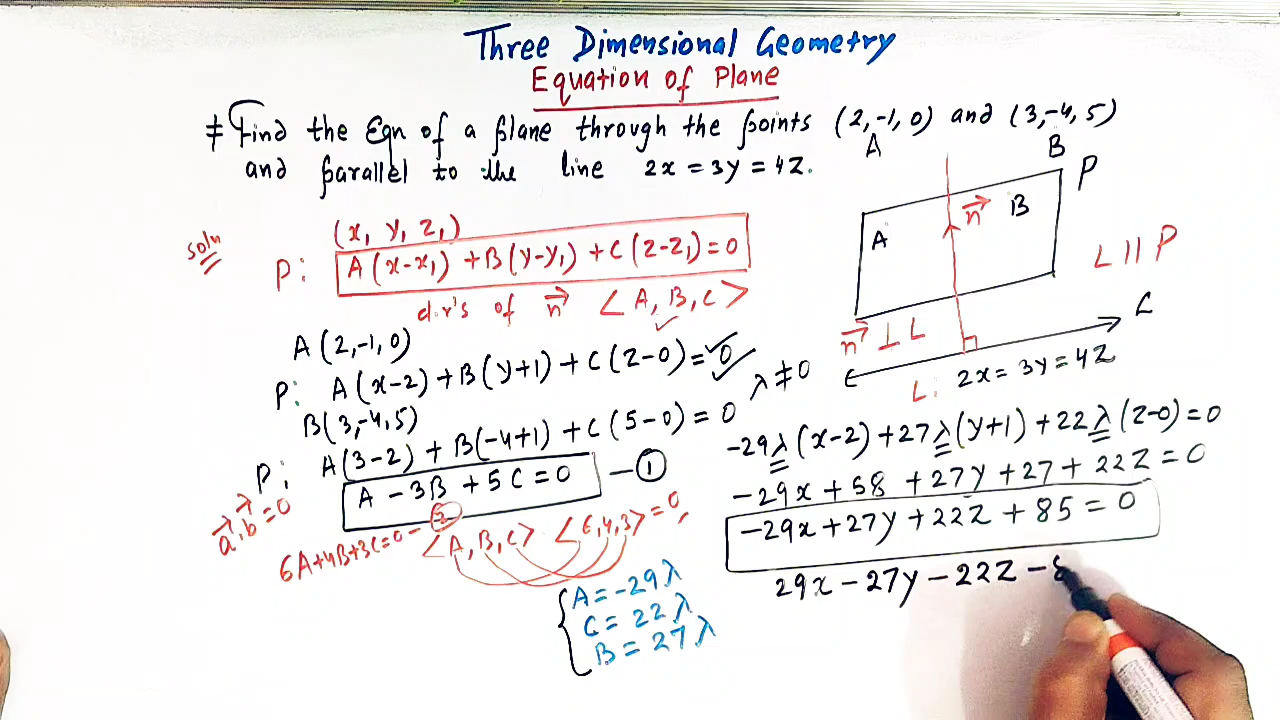 Three Dimensional Geometry
Equation of Plane
≠ Find the Eqn of a plane through the points (2,-1, 0) and (3,-4, 5)
A B
and parallel to the line 2x = 3y = 4Z.
soln
(x, y, z,)
P: A(x-x₁) + B(y-y₁) + C(z-z₁) = 0
d.r's of n→ < A, B, C >
A(2,-1,0)
P: A(x-2) + B(y+1) + C(z-0) = 0
B(3,-4,5)
P: A(3-2) + B(-4+1) + C(5-0) = 0
A - 3B + 5C = 0 — ①
a→.b→ = 0
6A+4B+3C=0 - ②
<A, B, C> <6,4,3> = 0,
A = -29λ
C = 22λ
B = 27λ
P
n→
A B
L || P
n→ ⊥ L
L
L: 2x = 3y = 4Z
λ ≠ 0
-29λ(x-2) + 27λ(y+1) + 22λ(z-0) = 0
-29x + 58 + 27y + 27 + 22z = 0
-29x + 27y + 22z + 85 = 0
29x - 27y - 22z - 8